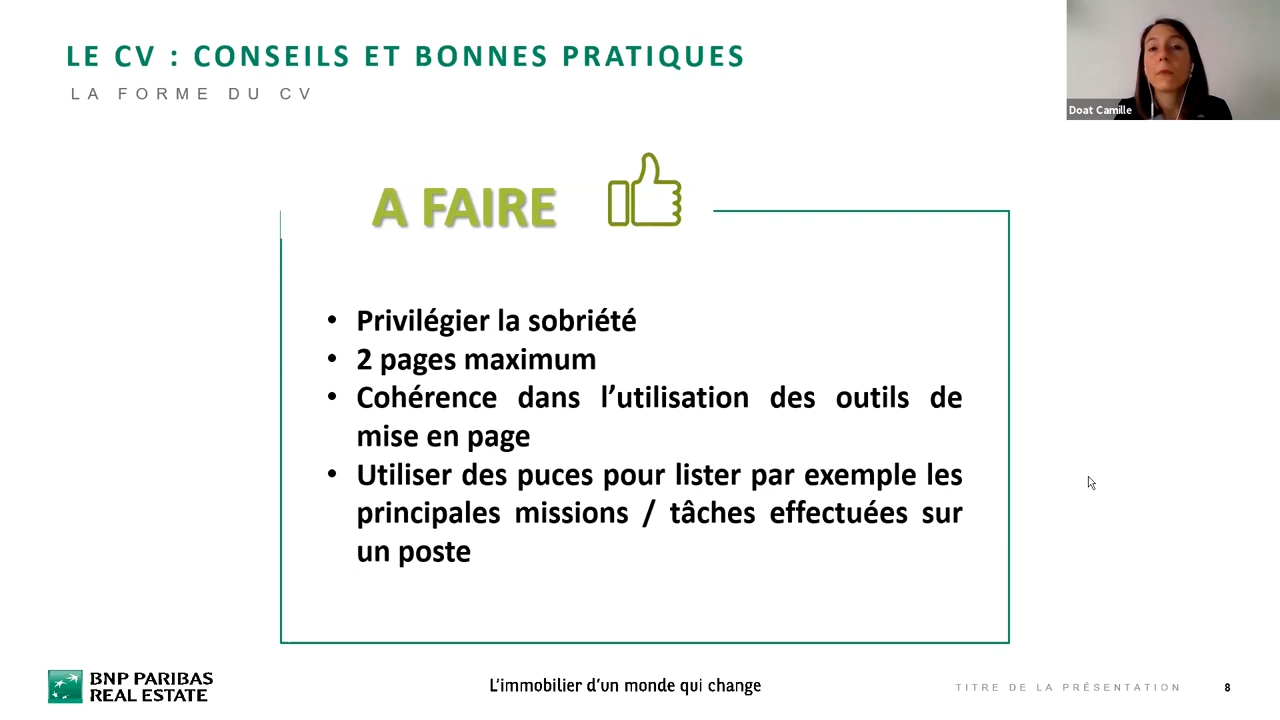 LE CV : CONSEILS ET BONNES PRATIQUES
LA FORME DU CV
Doat Camille
A FAIRE
• Privilégier la sobriété
• 2 pages maximum
• Cohérence dans l’utilisation des outils de
mise en page
• Utiliser des puces pour lister par exemple les
principales missions / tâches effectuées sur
un poste
BNP PARIBAS
REAL ESTATE
L’immobilier d’un monde qui change
TITRE DE LA PRÉSENTATION
8